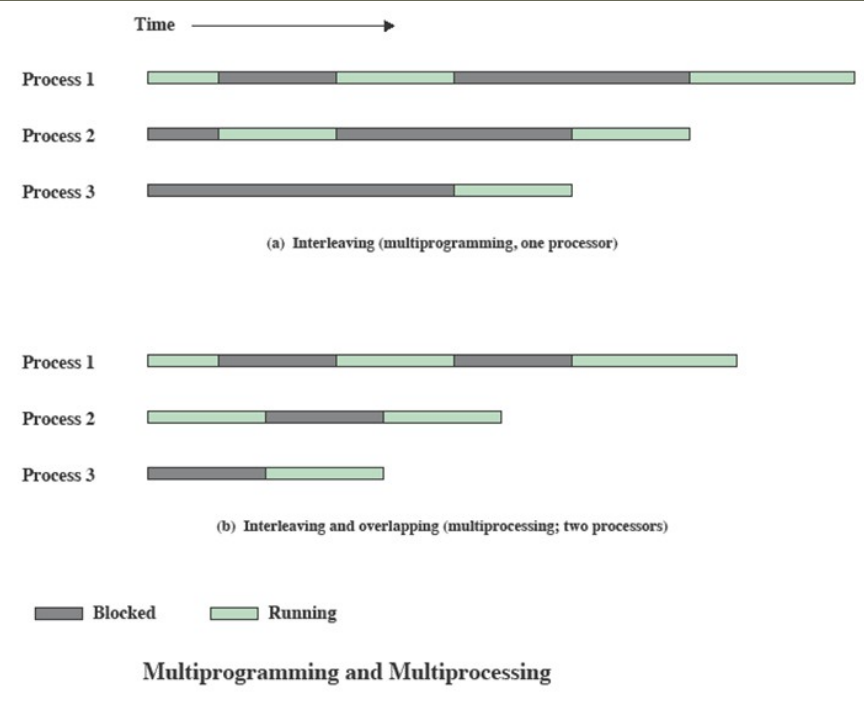 Time
Process 1
Process 2
Process 3
(a) Interleaving (multiprogramming, one processor)
Process 1
Process 2
Process 3
(b) Interleaving and overlapping (multiprocessing; two processors)
Blocked Running
Multiprogramming and Multiprocessing